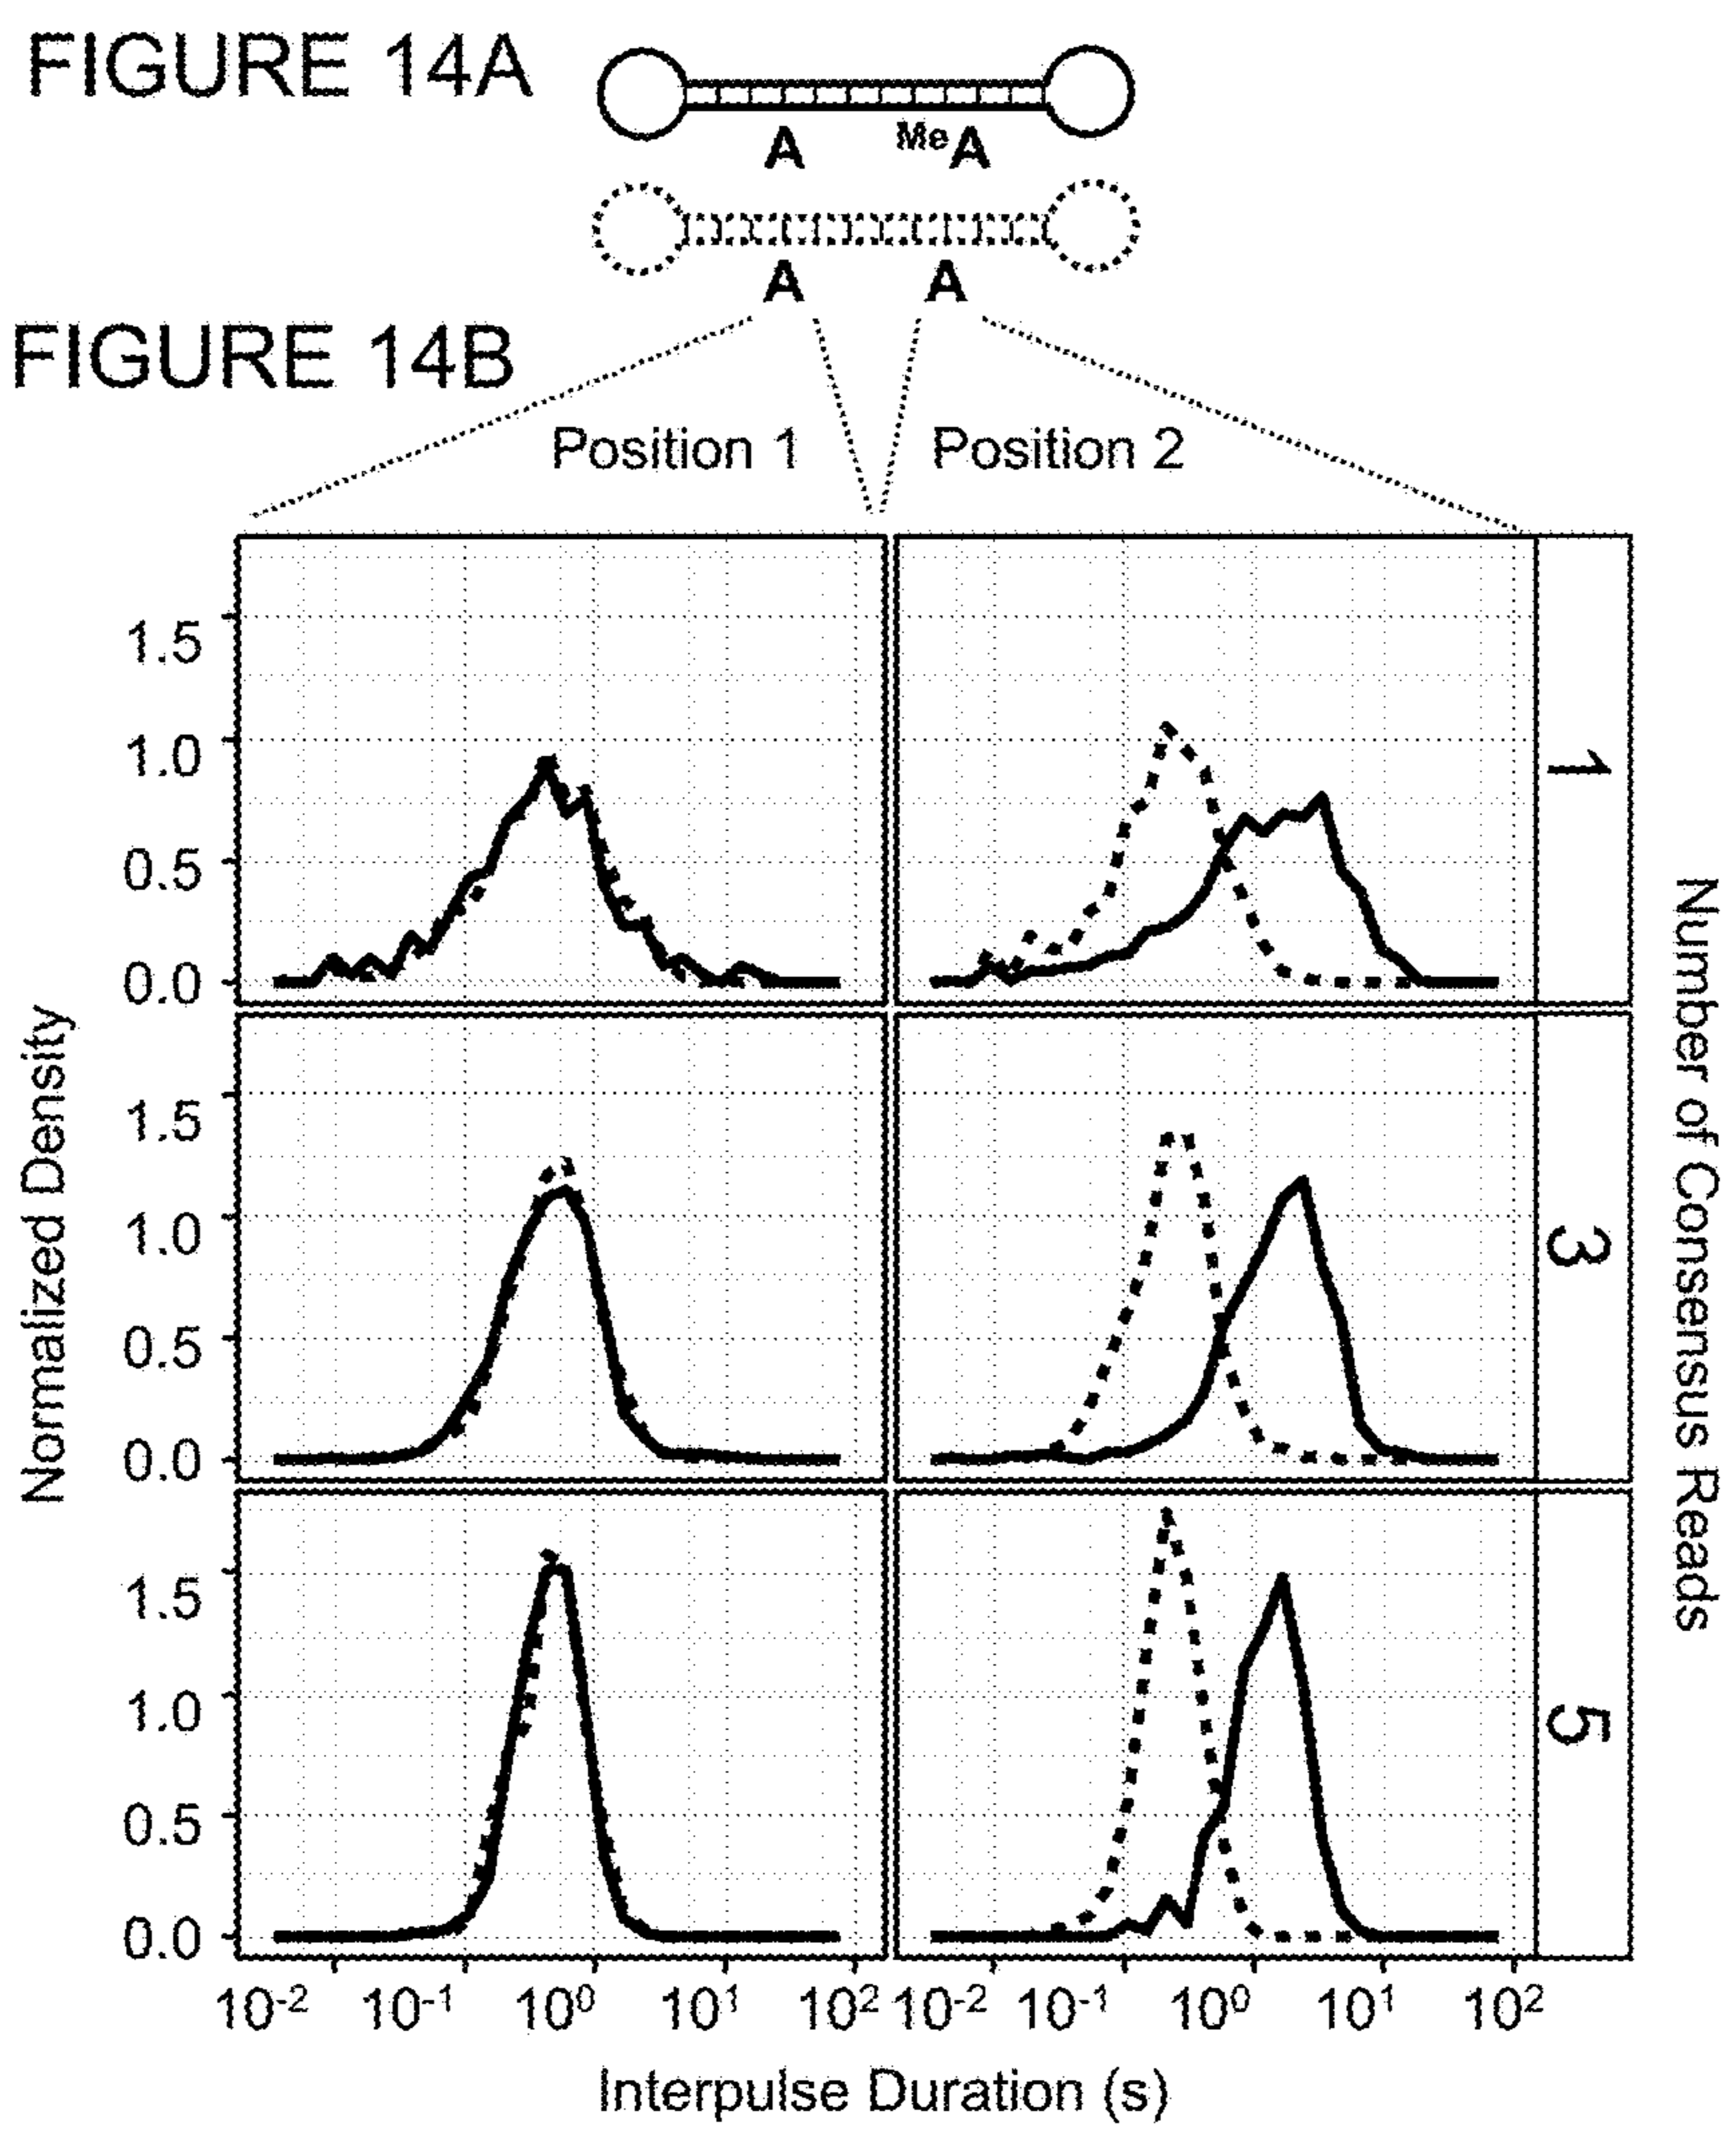 FIGURE 14A
A MeA
A A
FIGURE 14B
Position 1 Position 2
1.5
1.0
0.5
0.0
1
1.5
1.0
0.5
0.0
3
1.5
1.0
0.5
0.0
5
Normalized Density
Number of Consensus Reads
10-2 10-1 100 101 102 10-2 10-1 100 101 102
Interpulse Duration (s)